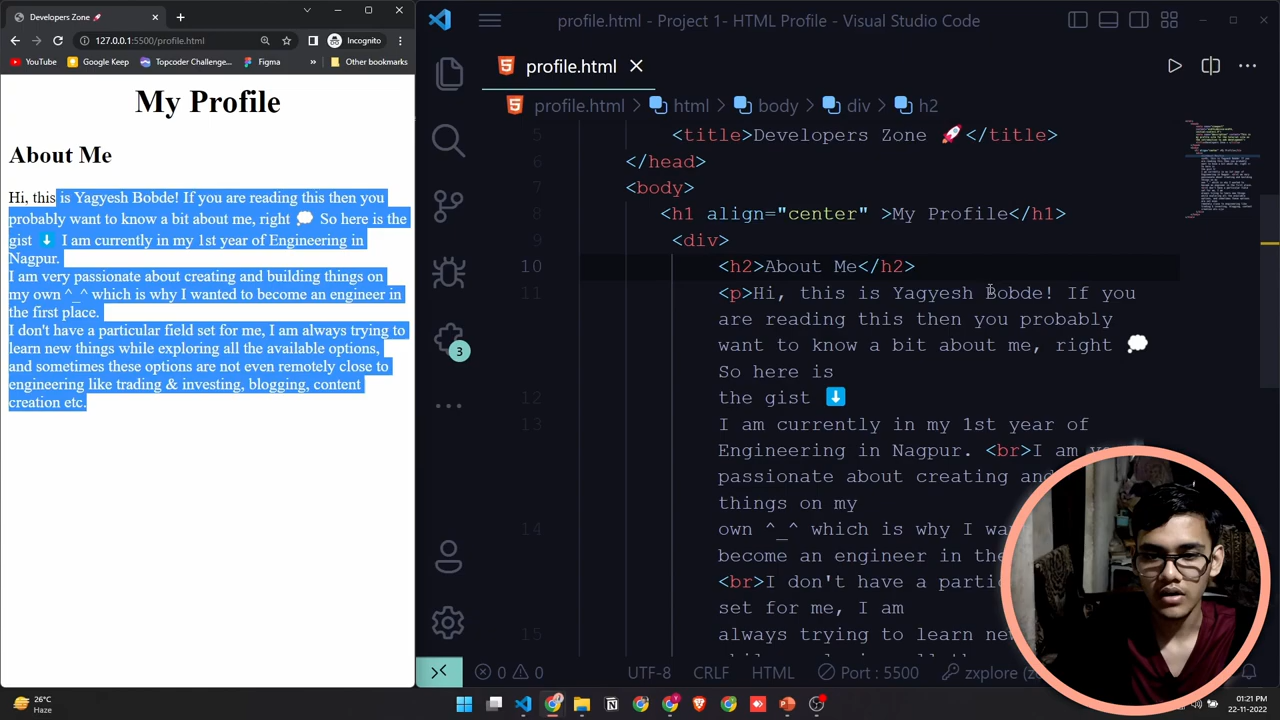 Developers Zone 🚀
profile.html - Project 1- HTML Profile - Visual Studio Code
127.0.0.1:5500/profile.html
Incognito
YouTube
Google Keep
Topcoder Challenge...
Figma
»
Other bookmarks
My Profile
About Me
Hi, this is Yagyesh Bobde! If you are reading this then you
probably want to know a bit about me, right 💭 So here is the
gist ⬇️ I am currently in my 1st year of Engineering in
Nagpur.
I am very passionate about creating and building things on
my own ^_^ which is why I wanted to become an engineer in
the first place.
I don't have a particular field set for me, I am always trying to
learn new things while exploring all the available options,
and sometimes these options are not even remotely close to
engineering like trading & investing, blogging, content
creation etc.
profile.html
profile.html > html > body > div > h2
5 <title>Developers Zone 🚀</title>
6 </head>
7 <body>
8 <h1 align="center" >My Profile</h1>
9 <div>
10 <h2>About Me</h2>
11 <p>Hi, this is Yagyesh Bobde! If you
are reading this then you probably
want to know a bit about me, right 💭
So here is
12 the gist ⬇️
13 I am currently in my 1st year of
Engineering in Nagpur. <br>I am
passionate about creating and
things on my
14 own ^_^ which is why I
become an engineer in the
<br>I don't have a
set for me, I am
15 always trying to learn
3
0 0
UTF-8
CRLF
HTML
Port : 5500
26°C
Haze
01:21 PM
22-11-2022